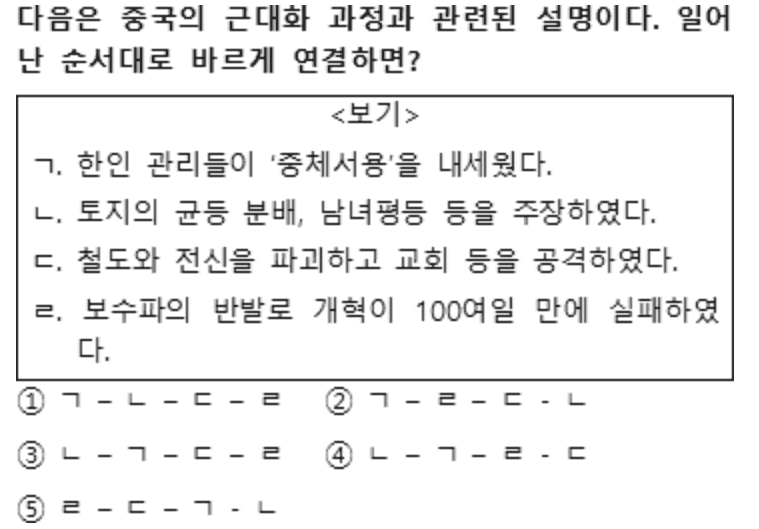 다음은 중국의 근대화 과정과 관련된 설명이다. 일어
난 순서대로 바르게 연결하면?
<보기>
ㄱ. 한인 관리들이 '중체서용'을 내세웠다.
ㄴ. 토지의 균등 분배, 남녀평등 등을 주장하였다.
ㄷ. 철도와 전신을 파괴하고 교회 등을 공격하였다.
ㄹ. 보수파의 반발로 개혁이 100여일 만에 실패하였
다.
① ㄱ – ㄴ – ㄷ – ㄹ ② ㄱ – ㄹ – ㄷ - ㄴ
③ ㄴ – ㄱ – ㄷ – ㄹ ④ ㄴ – ㄱ – ㄹ - ㄷ
⑤ ㄹ – ㄷ – ㄱ - ㄴ